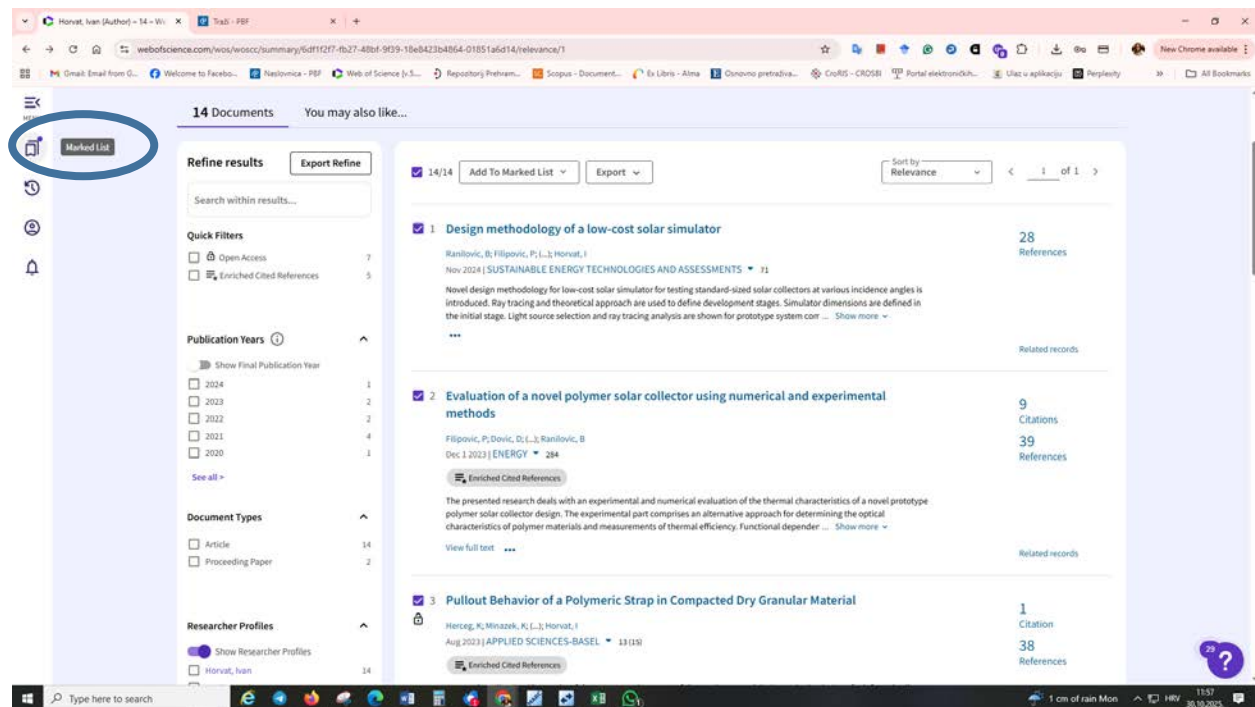 Horvat, Ivan (Author) – 14 – W
Traži - PBF
webofscience.com/wos/woscc/summary/6df1f2f7-fb27-48bf-9f39-18e8423b4864-01851a6d14/relevance/1
New Chrome available
Gmail: Email from G...
Welcome to Facebo...
Naslovnica - PBF
Web of Science [v.5...
Repozitorij Prehram...
Scopus - Document...
Ex Libris - Alma
Osnovno pretraživa...
CroRIS - CROSBI
Portal elektroničkih...
Ulaz u aplikaciju
Perplexity
All Bookmarks
MENU
14 Documents
You may also like...
Marked List
Refine results
Export Refine
Search within results...
Quick Filters
Open Access 7
Enriched Cited References 5
Publication Years
Show Final Publication Year
2024 1
2023 2
2022 2
2021 4
2020 1
See all >
Document Types
Article 14
Proceeding Paper 2
Researcher Profiles
Show Researcher Profiles
Horvat, Ivan 14
14/14
Add To Marked List
Export
Sort by
Relevance
1 of 1
1 Design methodology of a low-cost solar simulator
Ranilovic, B; Filipovic, P; (...); Horvat, I
Nov 2024 | SUSTAINABLE ENERGY TECHNOLOGIES AND ASSESSMENTS 71
Novel design methodology for low-cost solar simulator for testing standard-sized solar collectors at various incidence angles is
introduced. Ray tracing and theoretical approach are used to define development stages. Simulator dimensions are defined in
the initial stage. Light source selection and ray tracing analysis are shown for prototype system corr ... Show more
28
References
Related records
2 Evaluation of a novel polymer solar collector using numerical and experimental
methods
Filipovic, P; Dovic, D; (...); Ranilovic, B
Dec 1 2023 | ENERGY 284
Enriched Cited References
The presented research deals with an experimental and numerical evaluation of the thermal characteristics of a novel prototype
polymer solar collector design. The experimental part comprises an alternative approach for determining the optical
characteristics of polymer materials and measurements of thermal efficiency. Functional depender ... Show more
View full text
9
Citations
39
References
Related records
3 Pullout Behavior of a Polymeric Strap in Compacted Dry Granular Material
Herceg, K; Minazek, K; (...); Horvat, I
Aug 2023 | APPLIED SCIENCES-BASEL 13 (15)
Enriched Cited References
1
Citation
38
References
29
?
Type here to search
1 cm of rain Mon
HRV
11:57
30.10.2025.